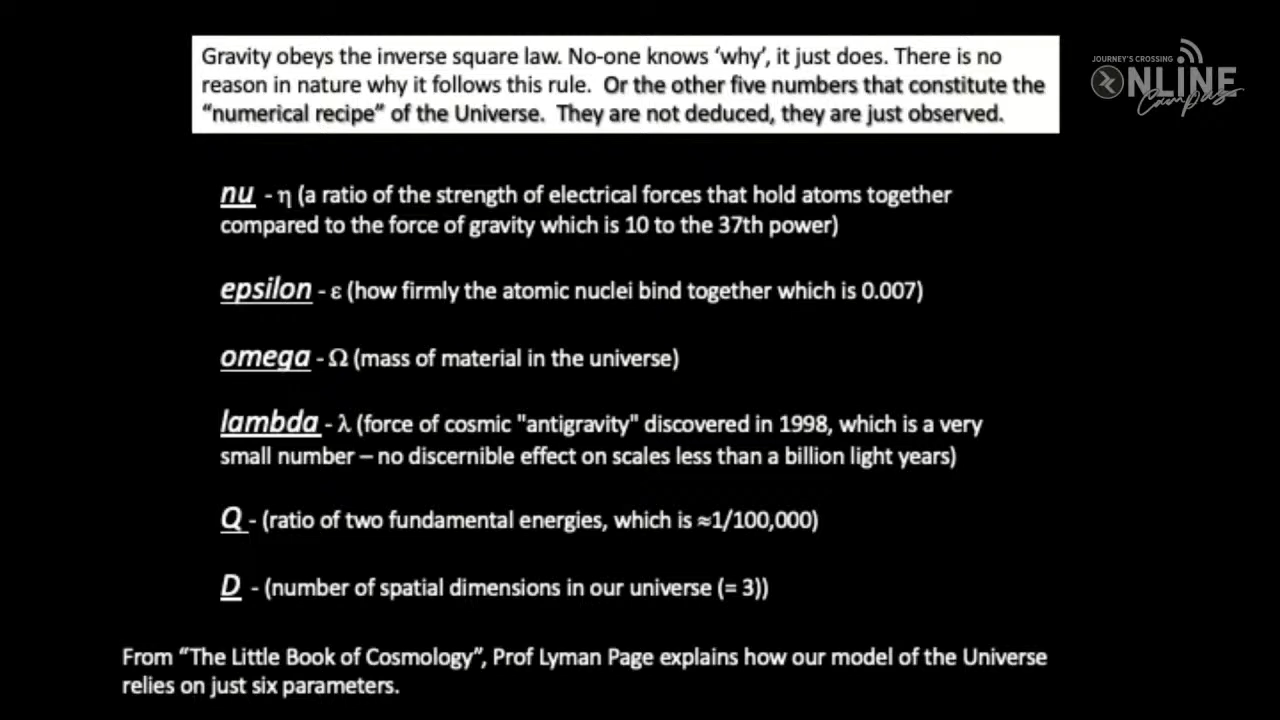 Gravity obeys the inverse square law. No-one knows ‘why’, it just does. There is no
reason in nature why it follows this rule. Or the other five numbers that constitute the
“numerical recipe” of the Universe. They are not deduced, they are just observed.
JOURNEY'S CROSSING
ONLINE
Campus
nu - η (a ratio of the strength of electrical forces that hold atoms together
compared to the force of gravity which is 10 to the 37th power)
epsilon - ε (how firmly the atomic nuclei bind together which is 0.007)
omega - Ω (mass of material in the universe)
lambda - λ (force of cosmic "antigravity" discovered in 1998, which is a very
small number – no discernible effect on scales less than a billion light years)
Q - (ratio of two fundamental energies, which is ≈1/100,000)
D - (number of spatial dimensions in our universe (= 3))
From “The Little Book of Cosmology”, Prof Lyman Page explains how our model of the Universe
relies on just six parameters.